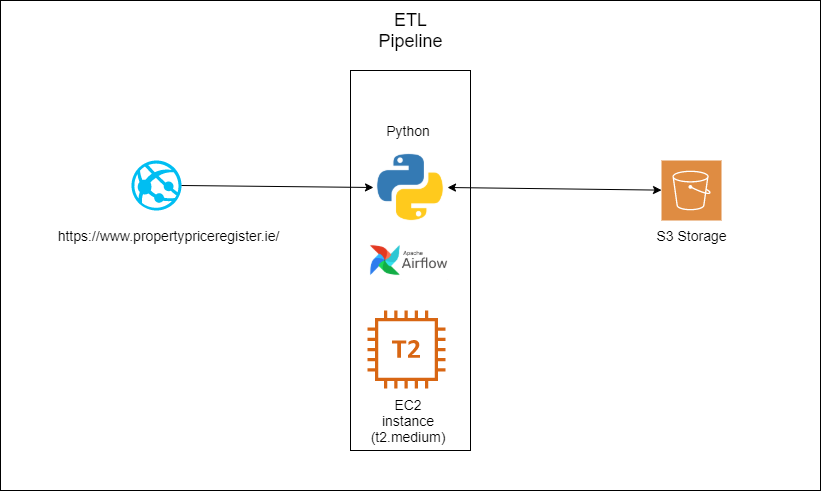 ETL
Pipeline
Python
https://www.propertypriceregister.ie/
S3 Storage
Apache
Airflow
T2
EC2
instance
(t2.medium)